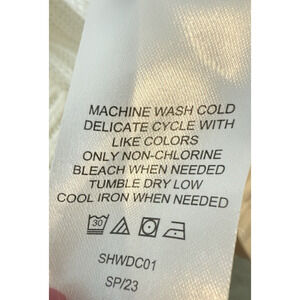 MACHINE WASH COLD
DELICATE CYCLE WITH
LIKE COLORS
ONLY NON-CHLORINE
BLEACH WHEN NEEDED
TUMBLE DRY LOW
COOL IRON WHEN NEEDED
30
SHWDC01
SP/23